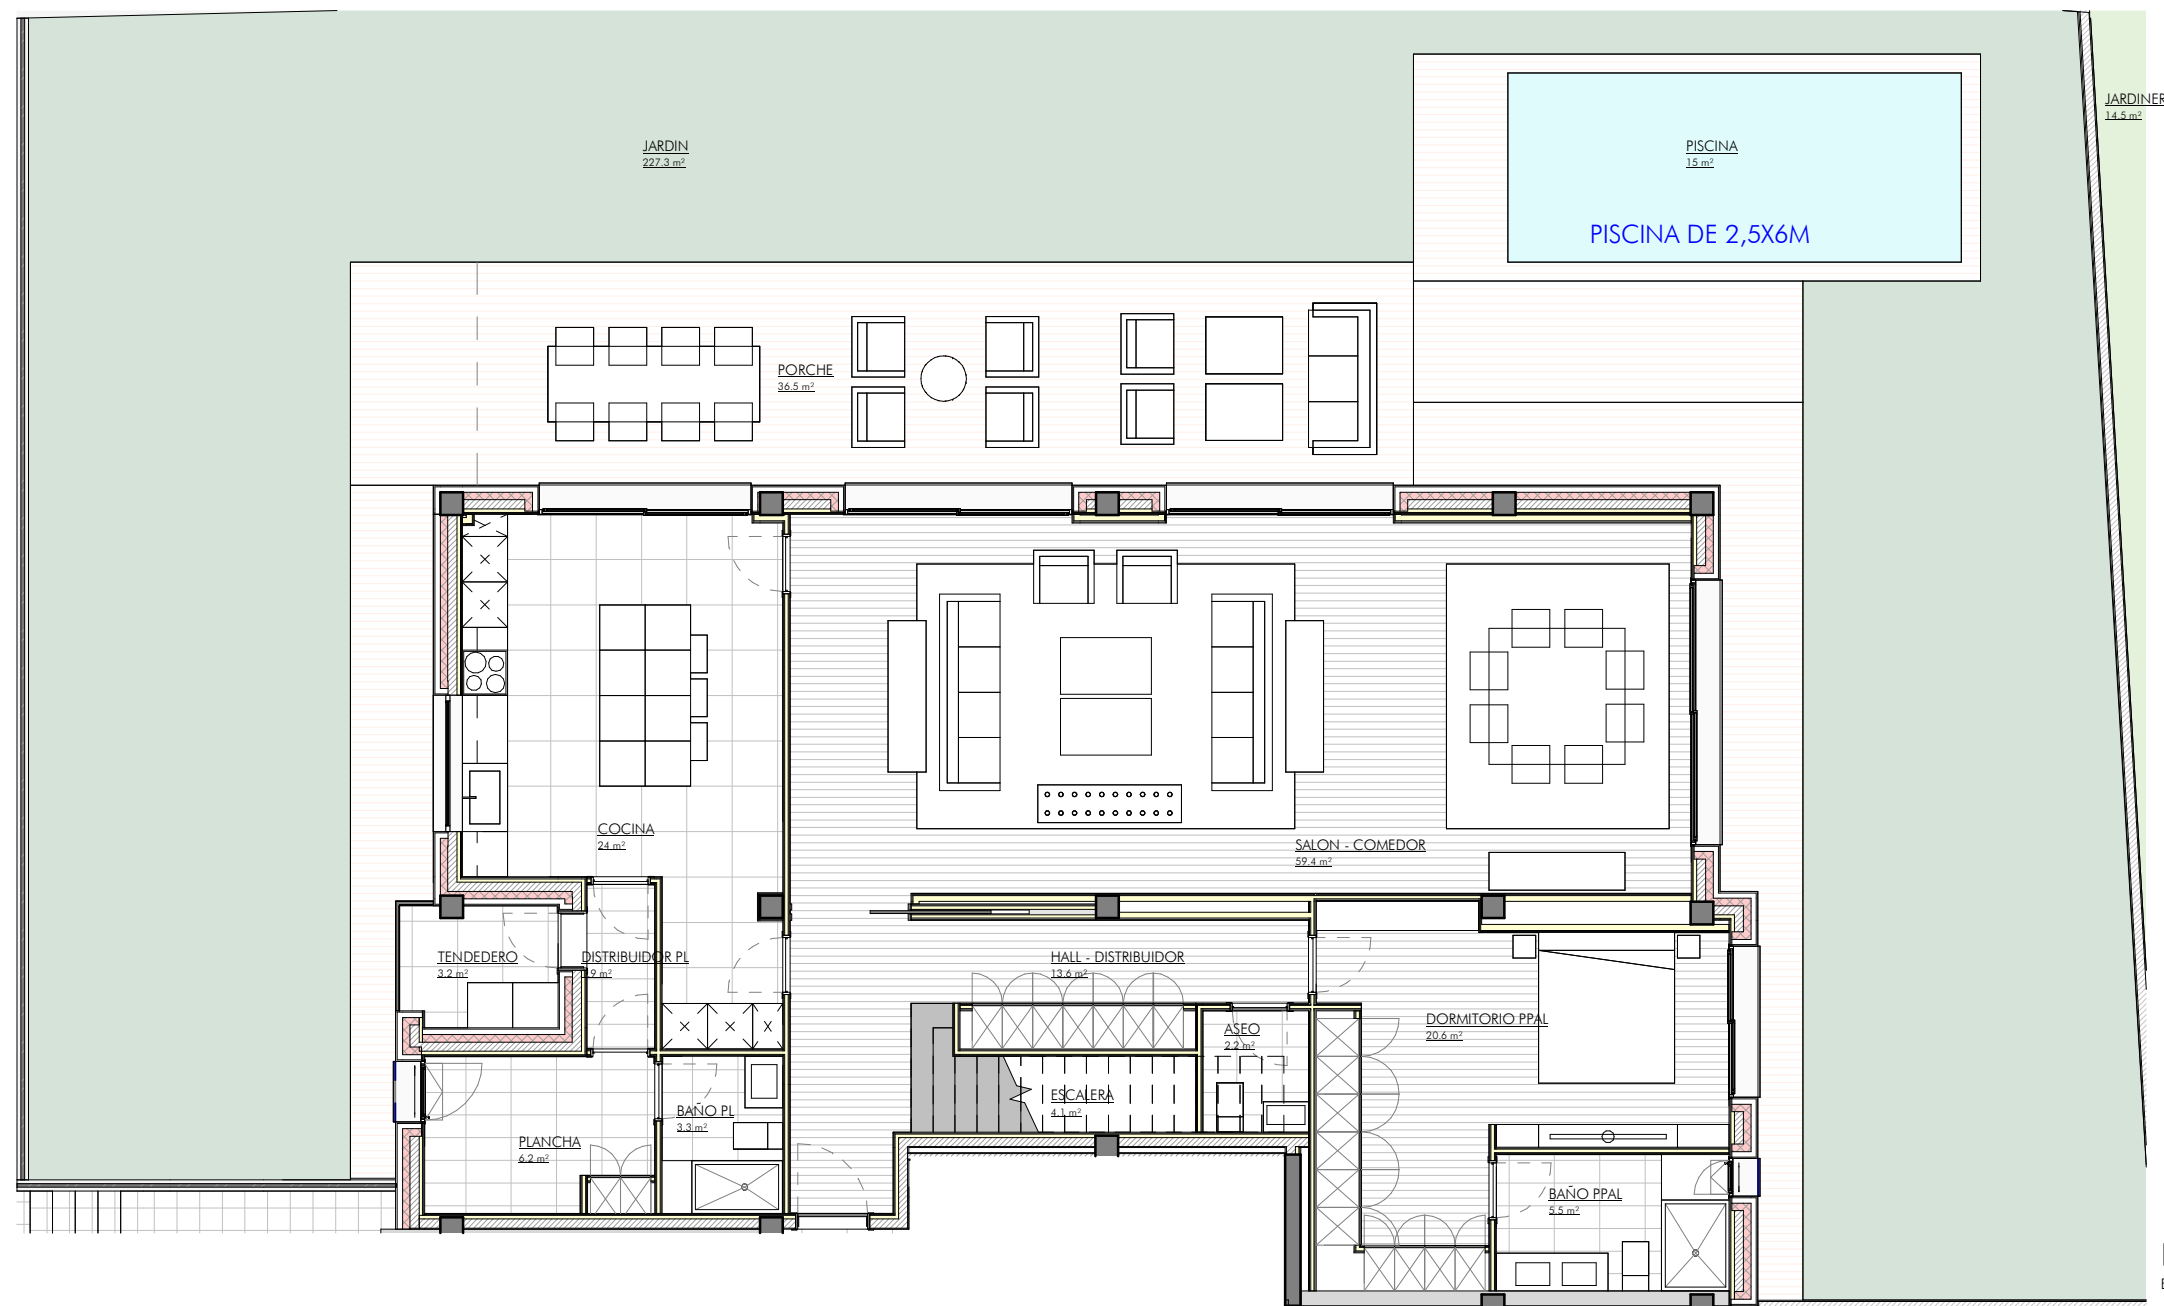 JARDIN
227.3 m²
PISCINA
15 m²
PISCINA DE 2,5X6M
14.5 m²
PORCHE
36.5 m²
COCINA
24 m²
SALON - COMEDOR
59.4 m²
TENDEDERO
3.2 m²
DISTRIBUIDOR PL
HALL - DISTRIBUIDOR
13.6 m²
DORMITORIO PPAL
20.6 m²
ASEO
2.2 m²
ESCALERA
4.1 m²
BAÑO PL
3.3 m²
PLANCHA
6.2 m²
BAÑO PPAL
5.5 m²